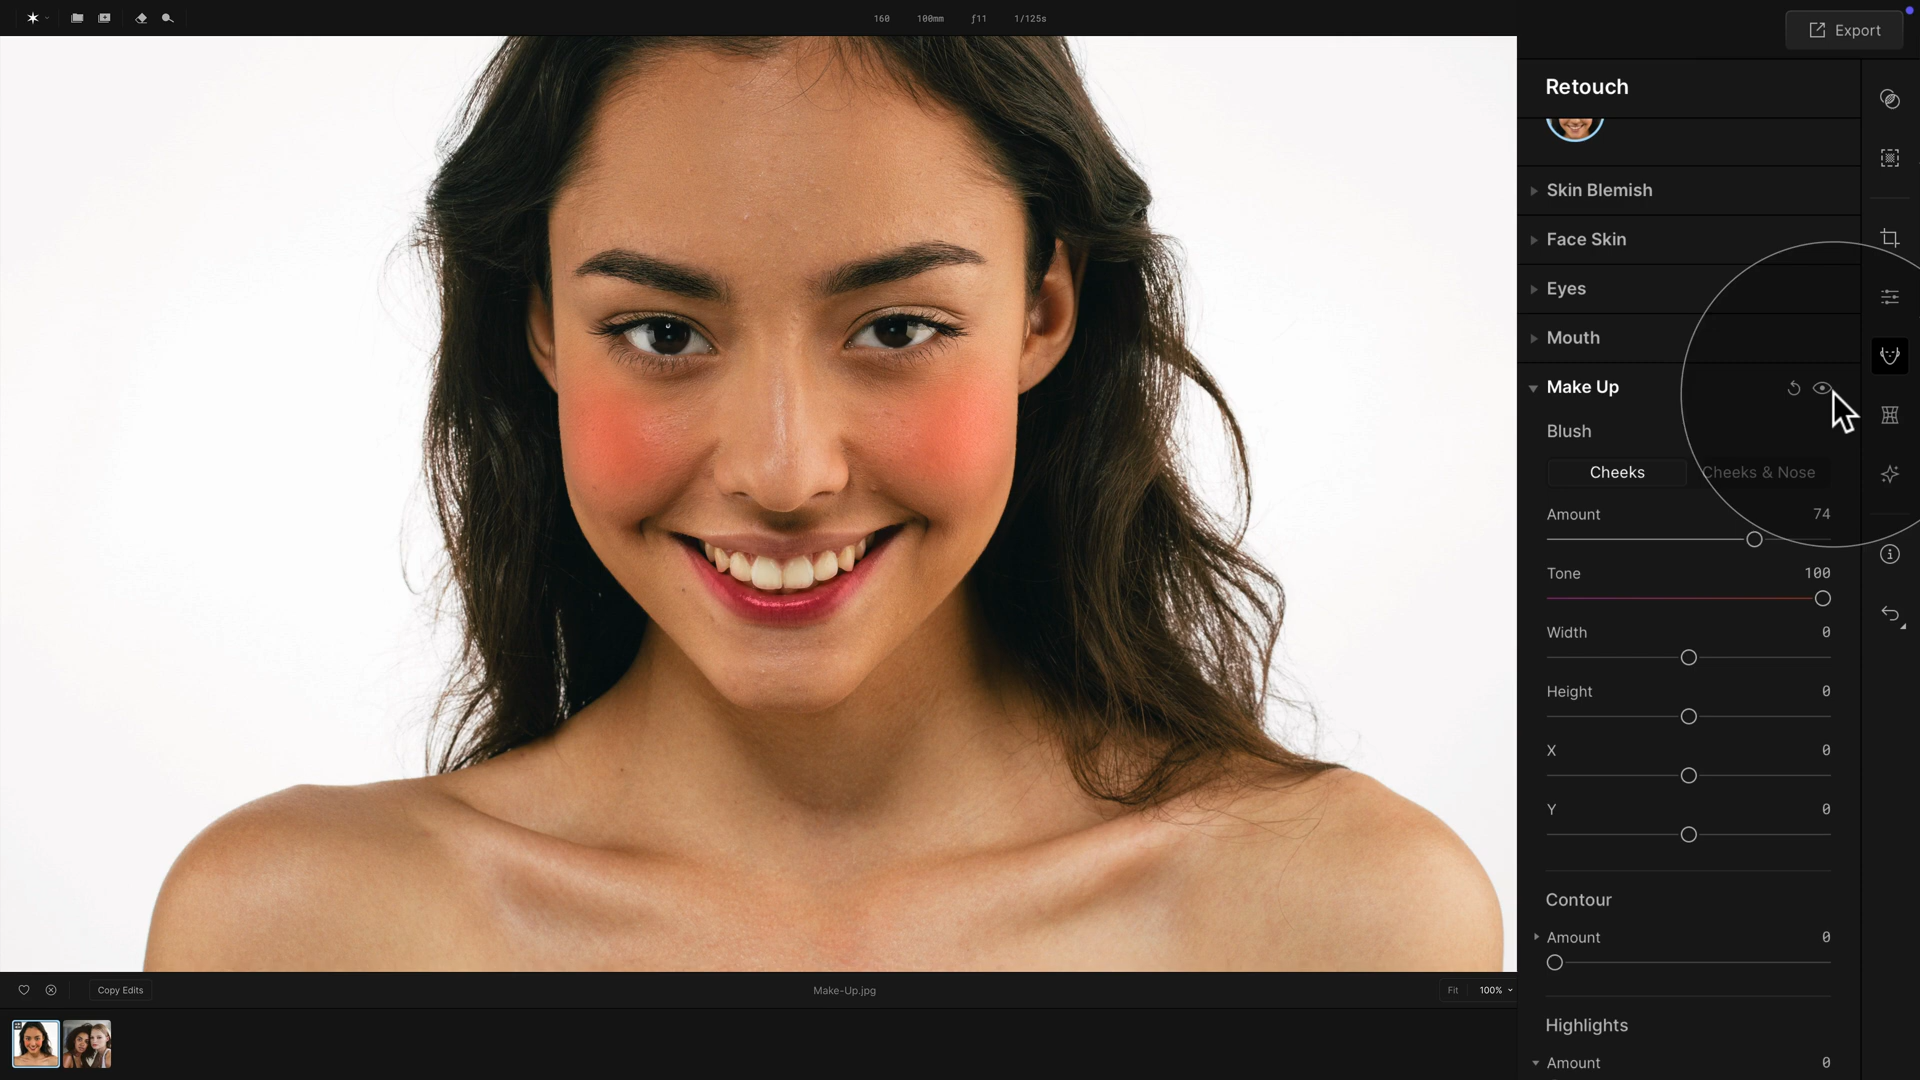 160 100mm ƒ11 1/125s
Export
Retouch
Skin Blemish
Face Skin
Eyes
Mouth
Make Up
Blush
Cheeks Cheeks & Nose
Amount 74
Tone 100
Width 0
Height 0
X 0
Y 0
Contour
Amount 0
Highlights
Amount 0
Copy Edits Make-Up.jpg Fit 100%